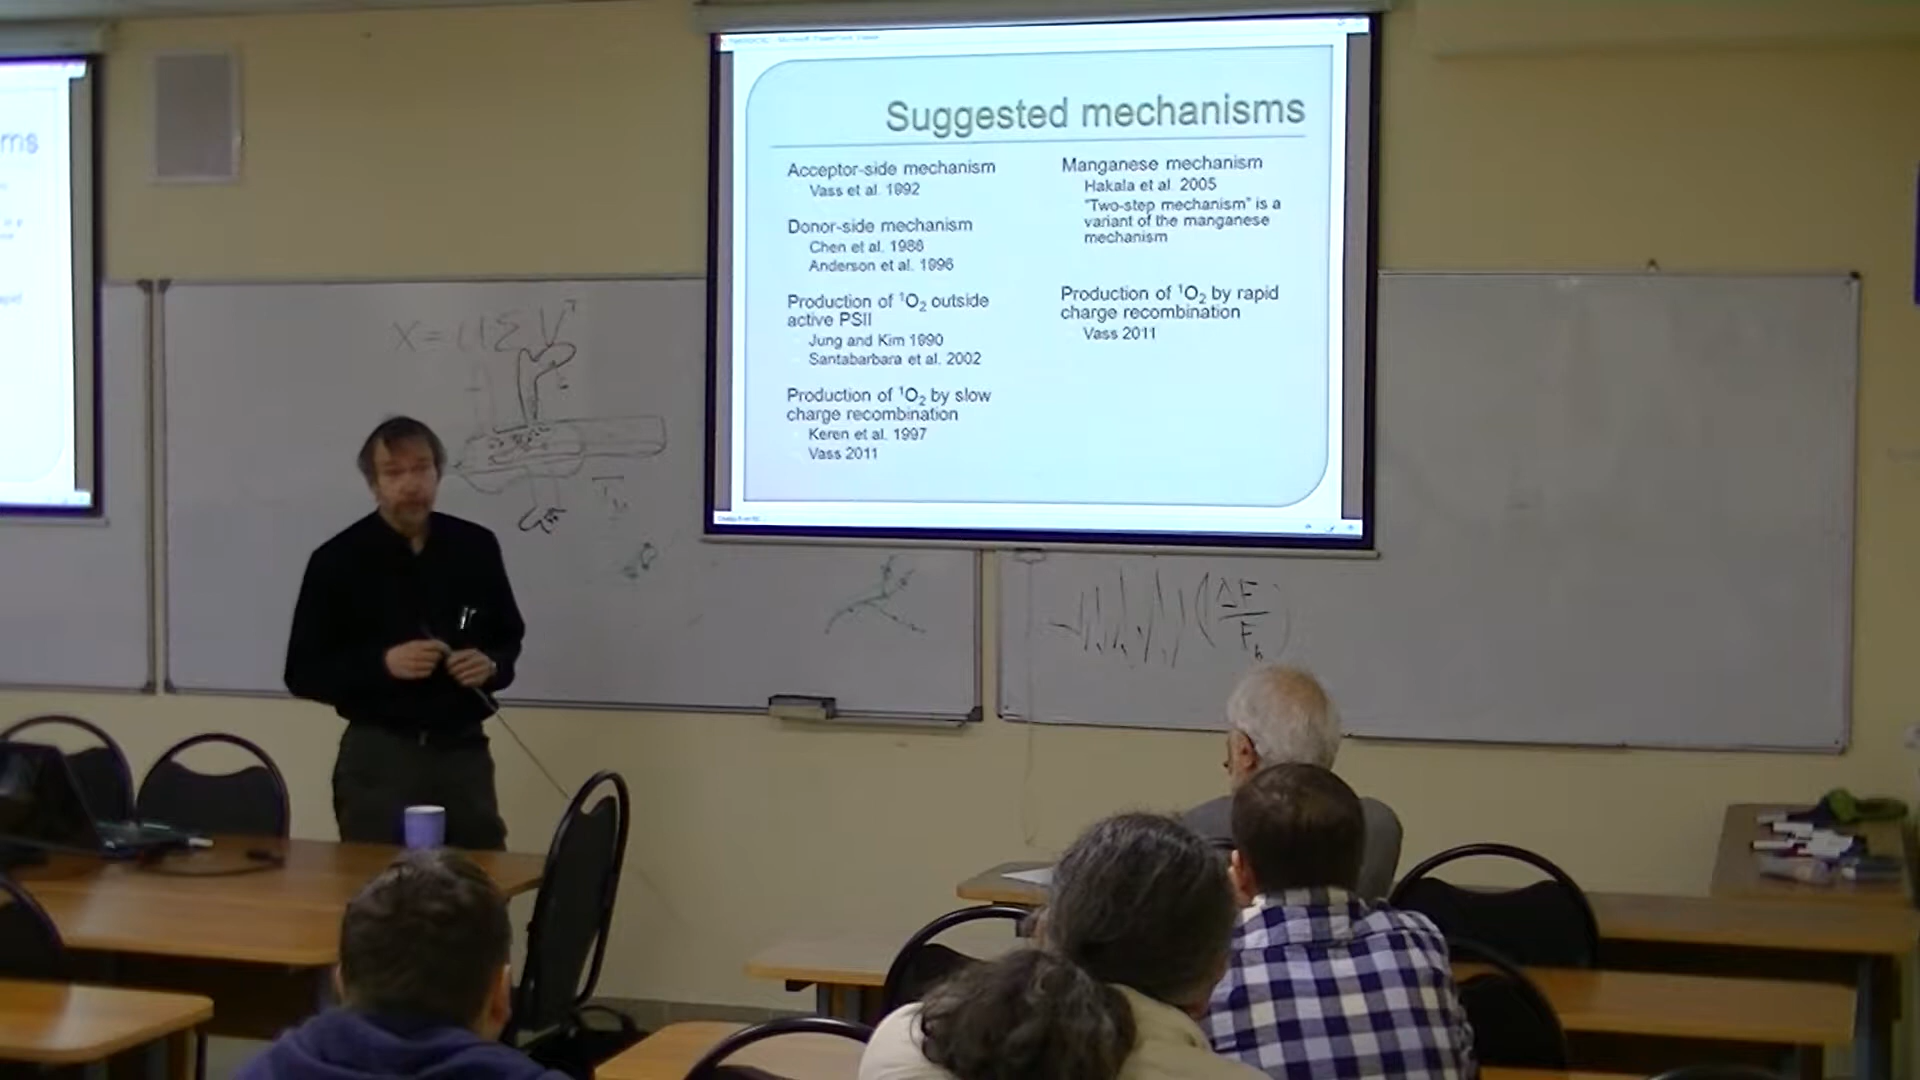 Suggested mechanisms
Acceptor-side mechanism
Vass et al. 1992
Donor-side mechanism
Chen et al. 1986
Anderson et al. 1996
Production of ¹O₂ outside
active PSII
Jung and Kim 1990
Santabarbara et al. 2002
Production of ¹O₂ by slow
charge recombination
Keren et al. 1997
Vass 2011
Manganese mechanism
Hakala et al. 2005
"Two-step mechanism" is a
variant of the manganese
mechanism
Production of ¹O₂ by rapid
charge recombination
Vass 2011
X = U Σ Vᵀ
ΔF